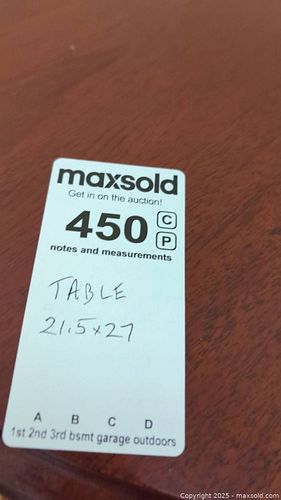 maxsold
Get in on the auction!
450 C
P
notes and measurements
TABLE
21.5x27
A B C D
1st 2nd 3rd bsmt garage outdoors
Copyright 2025 - maxsold.com